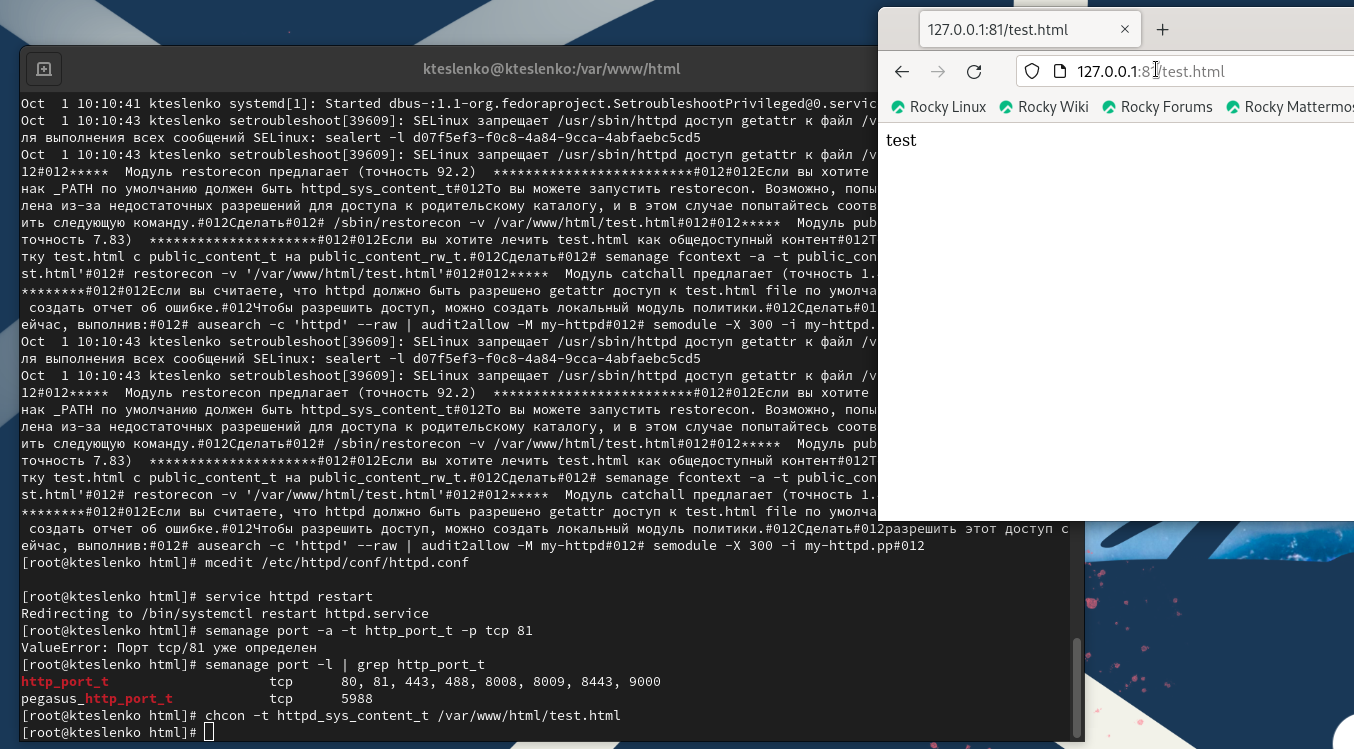 kteslenko@kteslenko:/var/www/html
Oct  1 10:10:41 kteslenko systemd[1]: Started dbus-:1.1-org.fedoraproject.SetroubleshootPrivileged@0.servic
Oct  1 10:10:43 kteslenko setroubleshoot[39609]: SELinux запрещает /usr/sbin/httpd доступ getattr к файл /v
ля выполнения всех сообщений SELinux: sealert -l d07f5ef3-f0c8-4a84-9cca-4abfaebc5cd5
Oct  1 10:10:43 kteslenko setroubleshoot[39609]: SELinux запрещает /usr/sbin/httpd доступ getattr к файл /v
12#012*****  Модуль restorecon предлагает (точность 92.2)  *************************#012#012Если вы хотите
нак _PATH по умолчанию должен быть httpd_sys_content_t#012То вы можете запустить restorecon. Возможно, попы
лена из-за недостаточных разрешений для доступа к родительскому каталогу, и в этом случае попытайтесь соотв
ить следующую команду.#012Сделать#012# /sbin/restorecon -v /var/www/html/test.html#012#012*****  Модуль pub
точность 7.83)  *********************#012#012Если вы хотите лечить test.html как общедоступный контент#012Т
тку test.html с public_content_t на public_content_rw_t.#012Сделать#012# semanage fcontext -a -t public_con
st.html'#012# restorecon -v '/var/www/html/test.html'#012#012*****  Модуль catchall предлагает (точность 1.
********#012#012Если вы считаете, что httpd должно быть разрешено getattr доступ к test.html file по умолча
 создать отчет об ошибке.#012Чтобы разрешить доступ, можно создать локальный модуль политики.#012Сделать#01
ейчас, выполнив:#012# ausearch -c 'httpd' --raw | audit2allow -M my-httpd#012# semodule -X 300 -i my-httpd.
Oct  1 10:10:43 kteslenko setroubleshoot[39609]: SELinux запрещает /usr/sbin/httpd доступ getattr к файл /v
ля выполнения всех сообщений SELinux: sealert -l d07f5ef3-f0c8-4a84-9cca-4abfaebc5cd5
Oct  1 10:10:43 kteslenko setroubleshoot[39609]: SELinux запрещает /usr/sbin/httpd доступ getattr к файл /v
12#012*****  Модуль restorecon предлагает (точность 92.2)  *************************#012#012Если вы хотите
нак _PATH по умолчанию должен быть httpd_sys_content_t#012То вы можете запустить restorecon. Возможно, попы
лена из-за недостаточных разрешений для доступа к родительскому каталогу, и в этом случае попытайтесь соотв
ить следующую команду.#012Сделать#012# /sbin/restorecon -v /var/www/html/test.html#012#012*****  Модуль pub
точность 7.83)  *********************#012#012Если вы хотите лечить test.html как общедоступный контент#012Т
тку test.html с public_content_t на public_content_rw_t.#012Сделать#012# semanage fcontext -a -t public_con
st.html'#012# restorecon -v '/var/www/html/test.html'#012#012*****  Модуль catchall предлагает (точность 1.
********#012#012Если вы считаете, что httpd должно быть разрешено getattr доступ к test.html file по умолча
 создать отчет об ошибке.#012Чтобы разрешить доступ, можно создать локальный модуль политики.#012Сделать#012разрешить этот доступ с
ейчас, выполнив:#012# ausearch -c 'httpd' --raw | audit2allow -M my-httpd#012# semodule -X 300 -i my-httpd.pp#012
[root@kteslenko html]# mcedit /etc/httpd/conf/httpd.conf
[root@kteslenko html]# service httpd restart
Redirecting to /bin/systemctl restart httpd.service
[root@kteslenko html]# semanage port -a -t http_port_t -p tcp 81
ValueError: Порт tcp/81 уже определен
[root@kteslenko html]# semanage port -l | grep http_port_t
http_port_t                    tcp      80, 81, 443, 488, 8008, 8009, 8443, 9000
pegasus_http_port_t            tcp      5988
[root@kteslenko html]# chcon -t httpd_sys_content_t /var/www/html/test.html
[root@kteslenko html]#
127.0.0.1:81/test.html
127.0.0.1:81/test.html
Rocky Linux Rocky Wiki Rocky Forums Rocky Mattermos
test